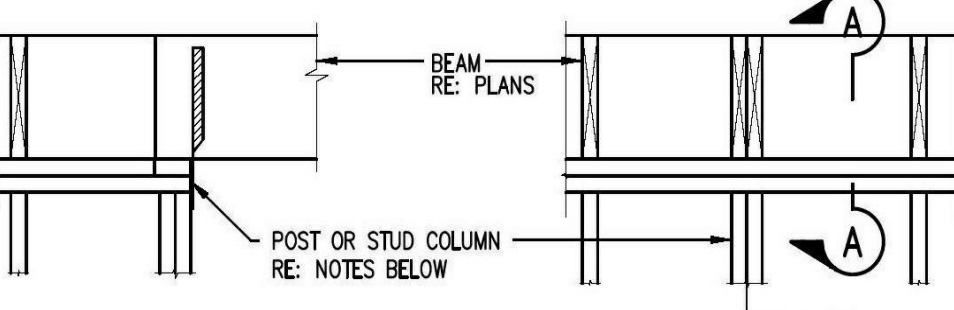 A
BEAM
RE: PLANS
POST OR STUD COLUMN
RE: NOTES BELOW
A